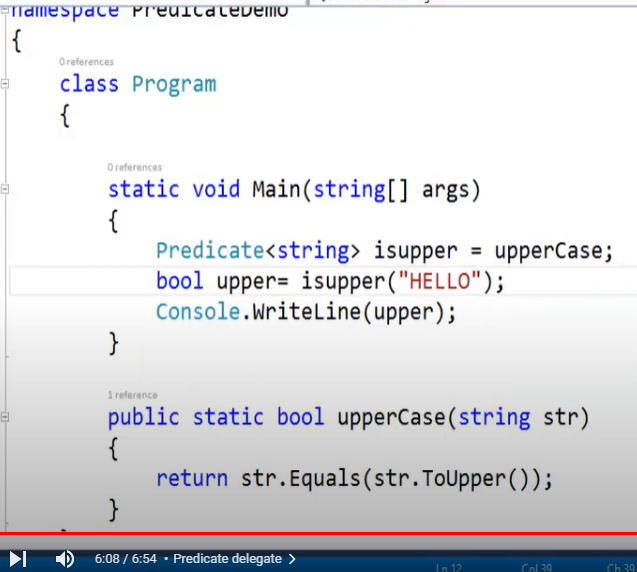 namespace PredicateDemo
{
0 references
class Program
{
0 references
static void Main(string[] args)
{
Predicate<string> isupper = upperCase;
bool upper= isupper("HELLO");
Console.WriteLine(upper);
}
1 reference
public static bool upperCase(string str)
{
return str.Equals(str.ToUpper());
}
6:08 / 6:54 • Predicate delegate >
Ln 12 Col 39 Ch 39